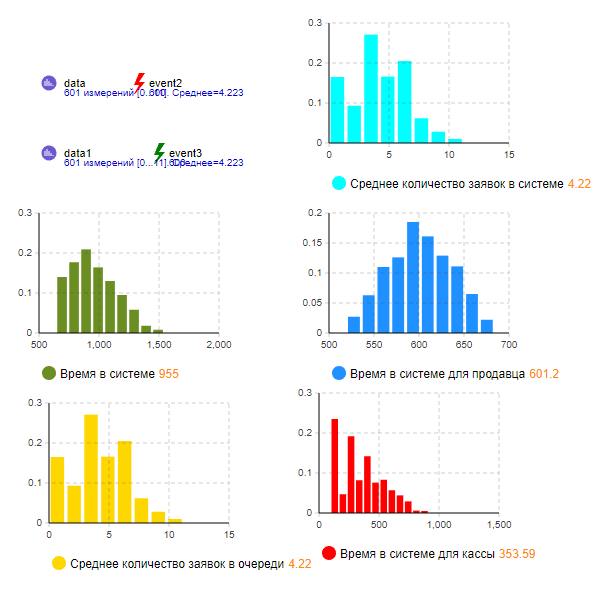 data
event2
601 измерений [0...10]. Среднее=4.223
600
data1
event3
601 измерений [0...11]. Среднее=4.223
0.3
0.2
0.1
0
0 5 10 15
Среднее количество заявок в системе 4.22
0.3
0.2
0.1
0
500 1,000 1,500 2,000
Время в системе 955
0.2
0.15
0.1
0.05
0
500 550 600 650 700
Время в системе для продавца 601.2
0.3
0.2
0.1
0
0 5 10 15
Среднее количество заявок в очереди 4.22
0.3
0.2
0.1
0
0 500 1,000 1,500
Время в системе для кассы 353.59